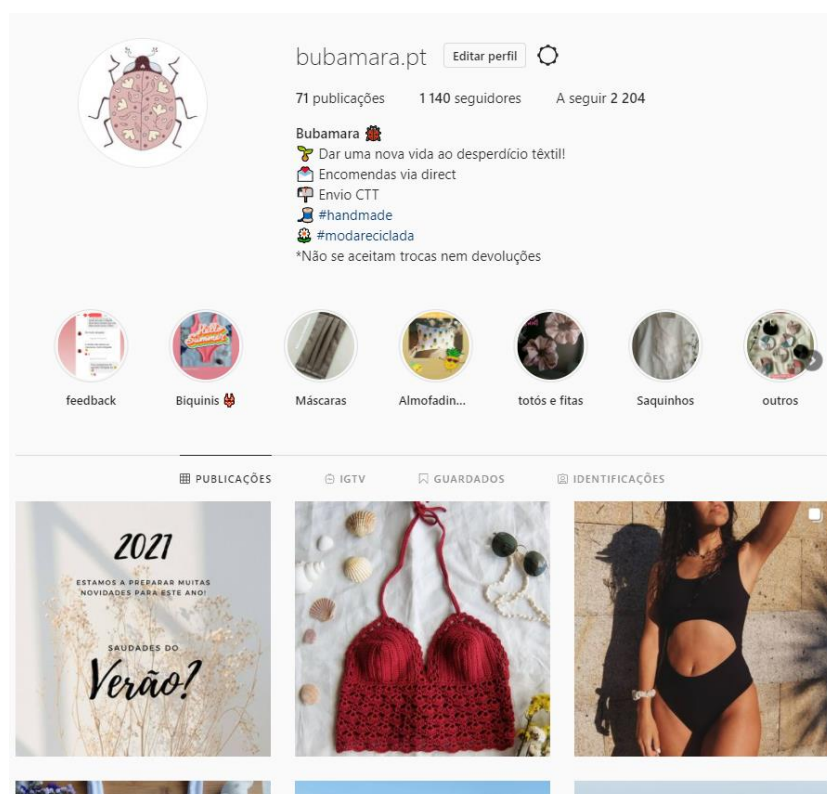 bubamara.pt Editar perfil
71 publicações 1 140 seguidores A seguir 2 204
Bubamara
Dar uma nova vida ao desperdício têxtil!
Encomendas via direct
Envio CTT
#handmade
#modareciclada
*Não se aceitam trocas nem devoluções
Hello
Summer
feedback Biquinis Máscaras Almofadin... totós e fitas Saquinhos outros
PUBLICAÇÕES IGTV GUARDADOS IDENTIFICAÇÕES
2021
ESTAMOS A PREPARAR MUITAS
NOVIDADES PARA ESTE ANO!
SAUDADES DO
Verão?